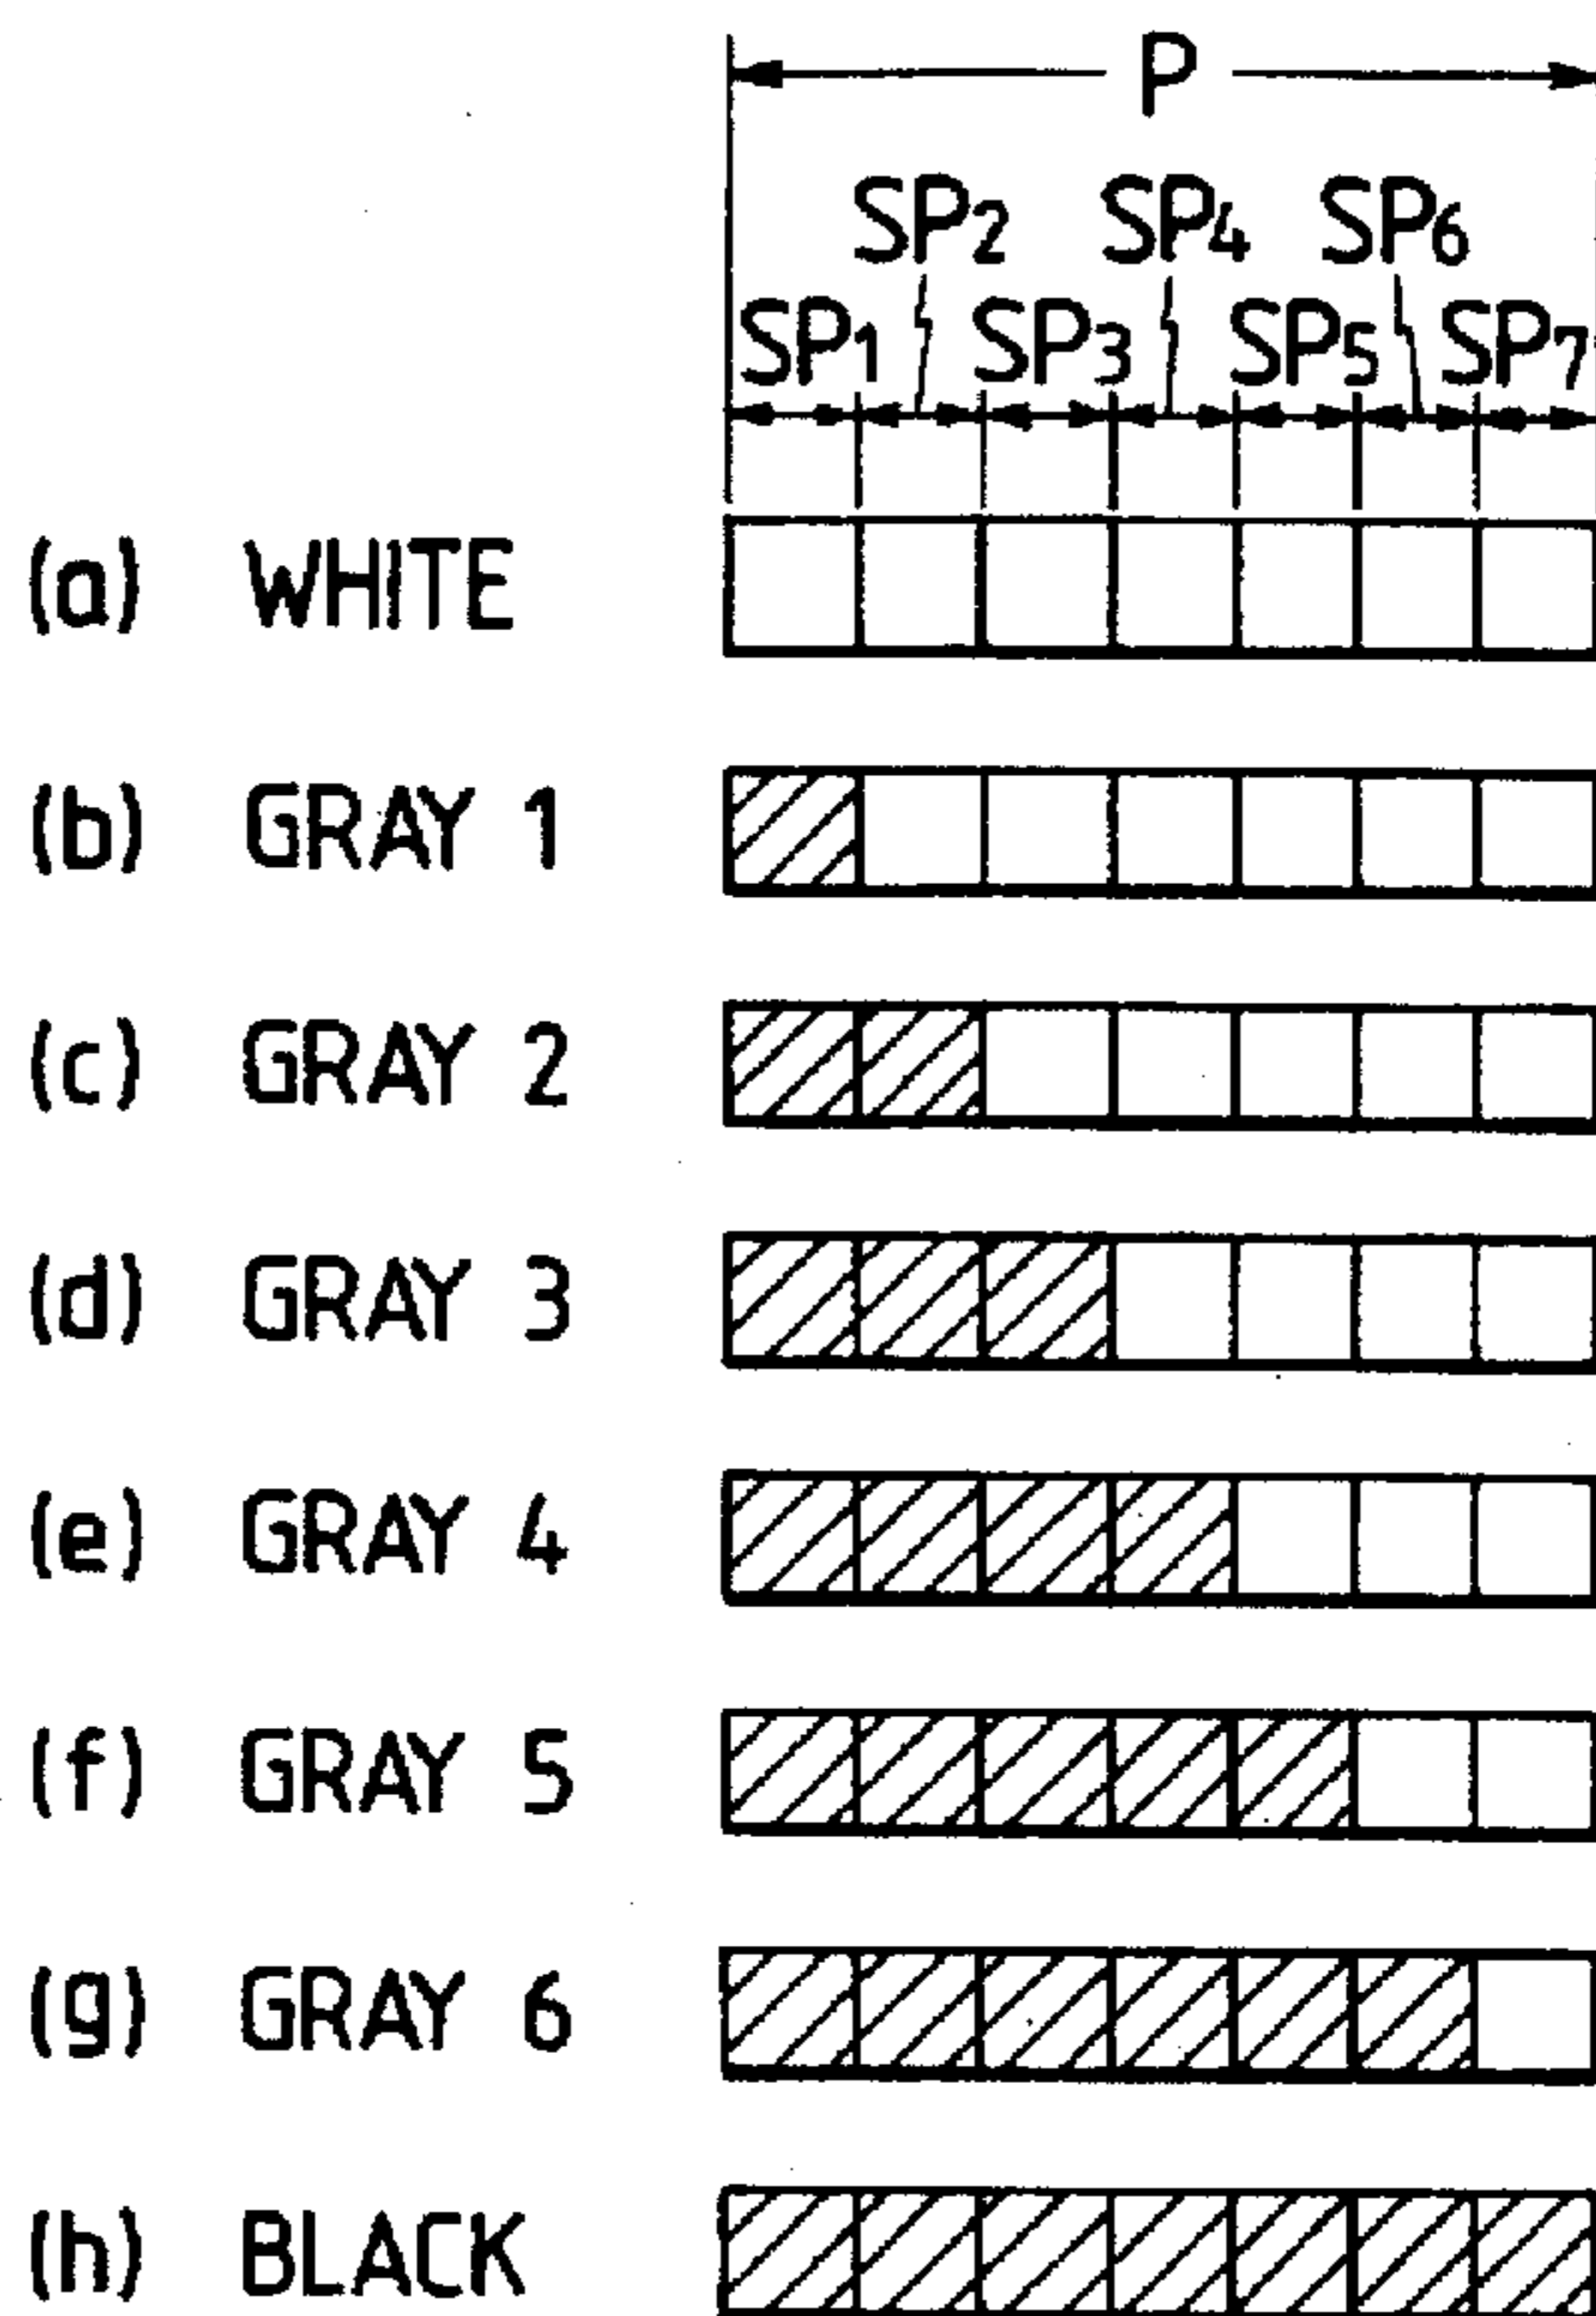 P
SP2 SP4 SP6
SP1 SP3 SP5 SP7
(a) WHITE
(b) GRAY 1
(c) GRAY 2
(d) GRAY 3
(e) GRAY 4
(f) GRAY 5
(g) GRAY 6
(h) BLACK